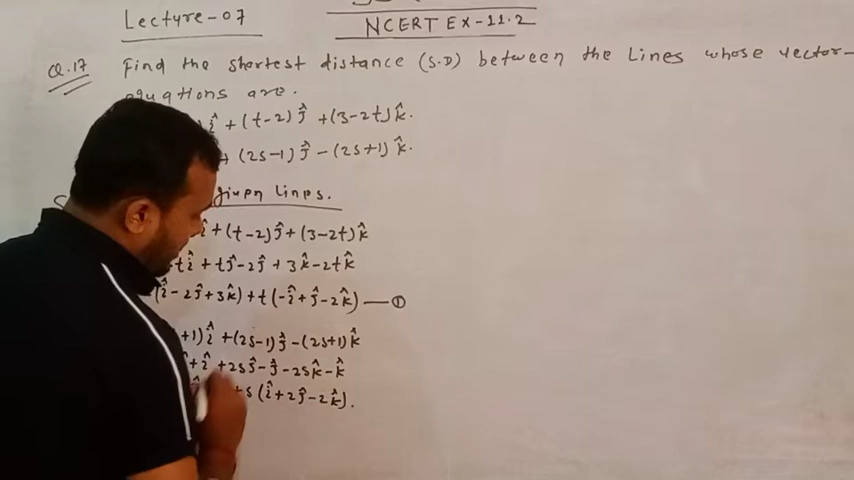 Lecture-07
NCERT EX-11.2
Q.17 Find the shortest distance (S.D) between the Lines whose vector-
equations are.
î + (t-2) ĵ + (3-2t) k̂.
+ (2s-1) ĵ - (2s+1) k̂.
given Lines.
î + (t-2) ĵ + (3-2t) k̂
tî + tĵ - 2ĵ + 3k̂ - 2tk̂
(î - 2ĵ + 3k̂) + t(-î + ĵ - 2k̂) — ①
+1) î + (2s-1) ĵ - (2s+1) k̂
+ î + 2sĵ - ĵ - 2sk̂ - k̂
+ s (î + 2ĵ - 2k̂).